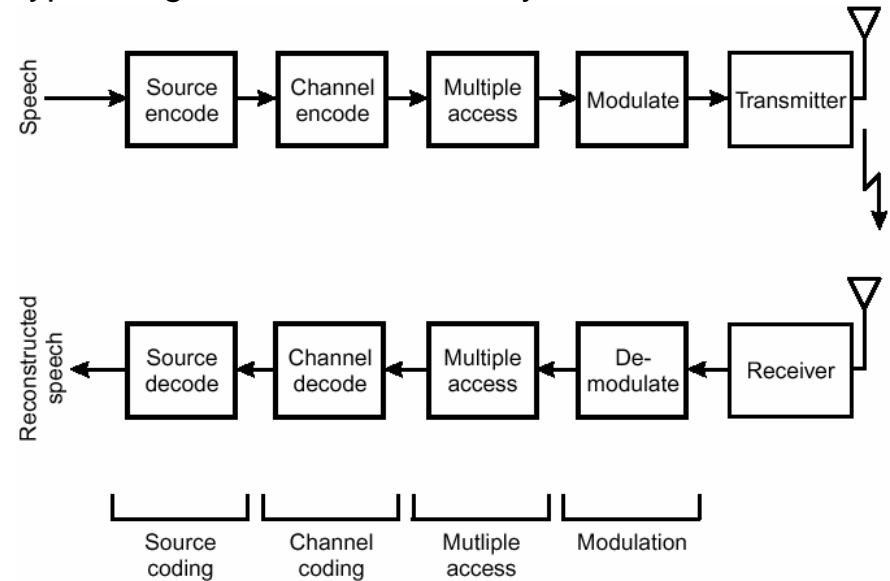 Speech
Source
encode
Channel
encode
Multiple
access
Modulate
Transmitter
Reconstructed
speech
Source
decode
Channel
decode
Multiple
access
De-
modulate
Receiver
Source
coding
Channel
coding
Mutliple
access
Modulation